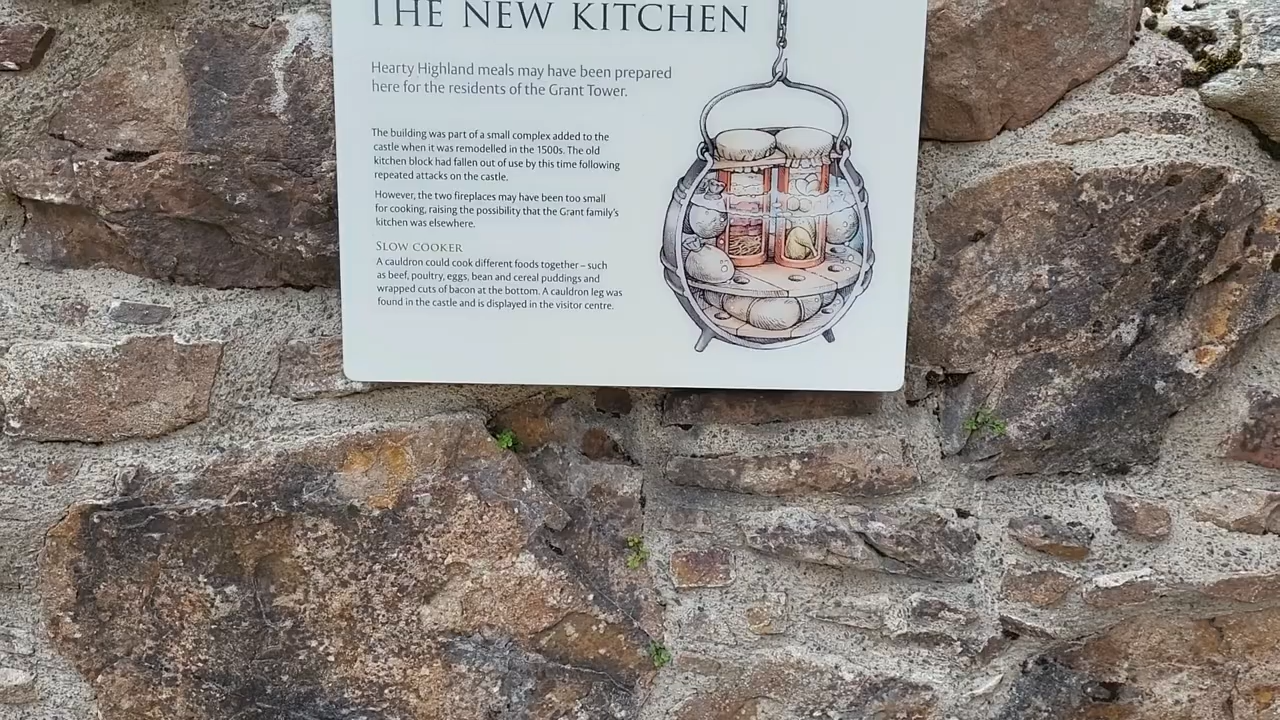 THE NEW KITCHEN
Hearty Highland meals may have been prepared
here for the residents of the Grant Tower.
The building was part of a small complex added to the
castle when it was remodelled in the 1500s. The old
kitchen block had fallen out of use by this time following
repeated attacks on the castle.
However, the two fireplaces may have been too small
for cooking, raising the possibility that the Grant family's
kitchen was elsewhere.
SLOW COOKER
A cauldron could cook different foods together – such
as beef, poultry, eggs, bean and cereal puddings and
wrapped cuts of bacon at the bottom. A cauldron leg was
found in the castle and is displayed in the visitor centre.